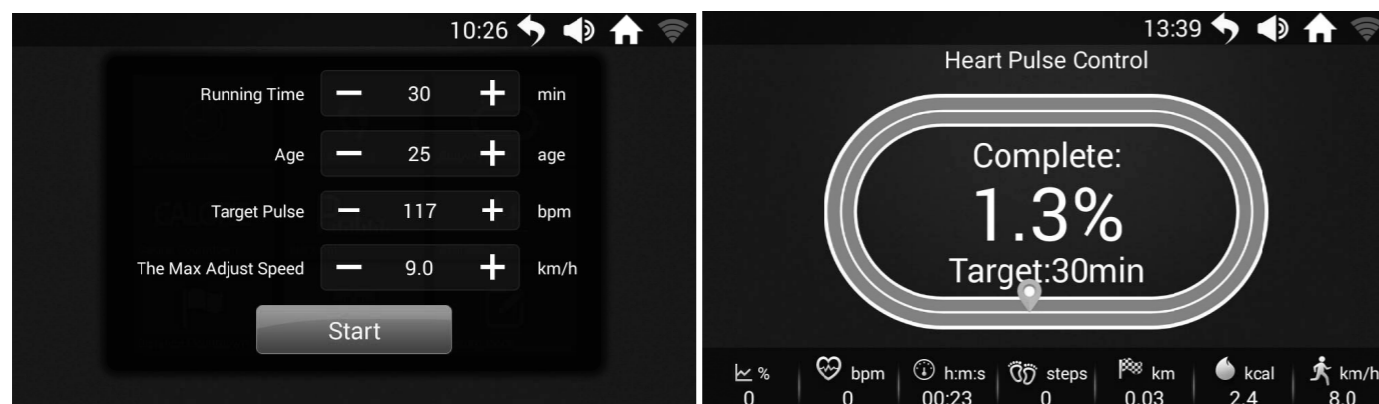 10:26
Running Time − 30 + min
Age − 25 + age
Target Pulse − 117 + bpm
The Max Adjust Speed − 9.0 + km/h
Start
13:39
Heart Pulse Control
Complete:
1.3%
Target:30min
% bpm h:m:s steps km kcal km/h
0 0 00:23 0 0.03 2.4 8.0